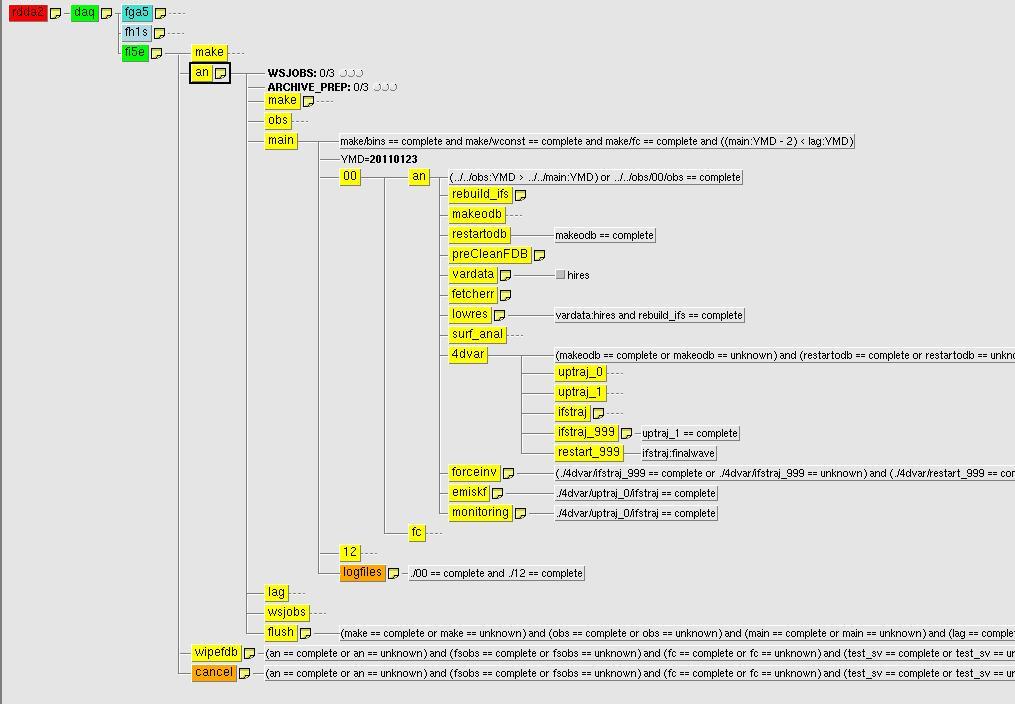 rdda2 daq fga5
fh1s
fi5e make
an WSJOBS: 0/3
ARCHIVE_PREP: 0/3
make
obs
main make/bins == complete and make/vconst == complete and make/fc == complete and ((main:YMD - 2) < lag:YMD)
YMD=20110123
00 an (../../obs:YMD > ../../main:YMD) or ../../obs/00/obs == complete
rebuild_ifs
makeodb
restartodb makeodb == complete
preCleanFDB
vardata hires
fetcherr
lowres vardata:hires and rebuild_ifs == complete
surf_anal
4dvar (makeodb == complete or makeodb == unknown) and (restartodb == complete or restartodb == unkno
uptraj_0
uptraj_1
ifstraj
ifstraj_999 uptraj_1 == complete
restart_999 ifstraj:finalwave
forceinv (./4dvar/ifstraj_999 == complete or ./4dvar/ifstraj_999 == unknown) and (./4dvar/restart_999 == con
emiskf ./4dvar/uptraj_0/ifstraj == complete
monitoring ./4dvar/uptraj_0/ifstraj == complete
fc
12
logfiles ./00 == complete and ./12 == complete
lag
wsjobs
flush (make == complete or make == unknown) and (obs == complete or obs == unknown) and (main == complete or main == unknown) and (lag == comple
wipefdb (an == complete or an == unknown) and (fsobs == complete or fsobs == unknown) and (fc == complete or fc == unknown) and (test_sv == complete or test_sv == un
cancel (an == complete or an == unknown) and (fsobs == complete or fsobs == unknown) and (fc == complete or fc == unknown) and (test_sv == complete or test_sv == un